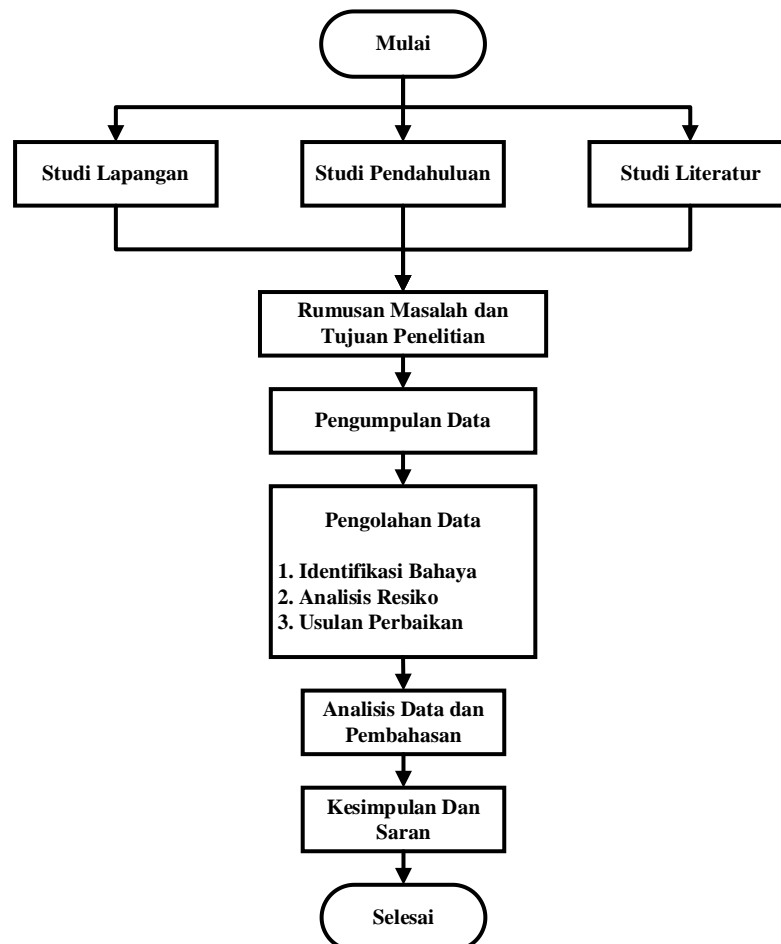 Mulai
Studi Lapangan
Studi Pendahuluan
Studi Literatur
Rumusan Masalah dan
Tujuan Penelitian
Pengumpulan Data
Pengolahan Data
1. Identifikasi Bahaya
2. Analisis Resiko
3. Usulan Perbaikan
Analisis Data dan
Pembahasan
Kesimpulan Dan
Saran
Selesai